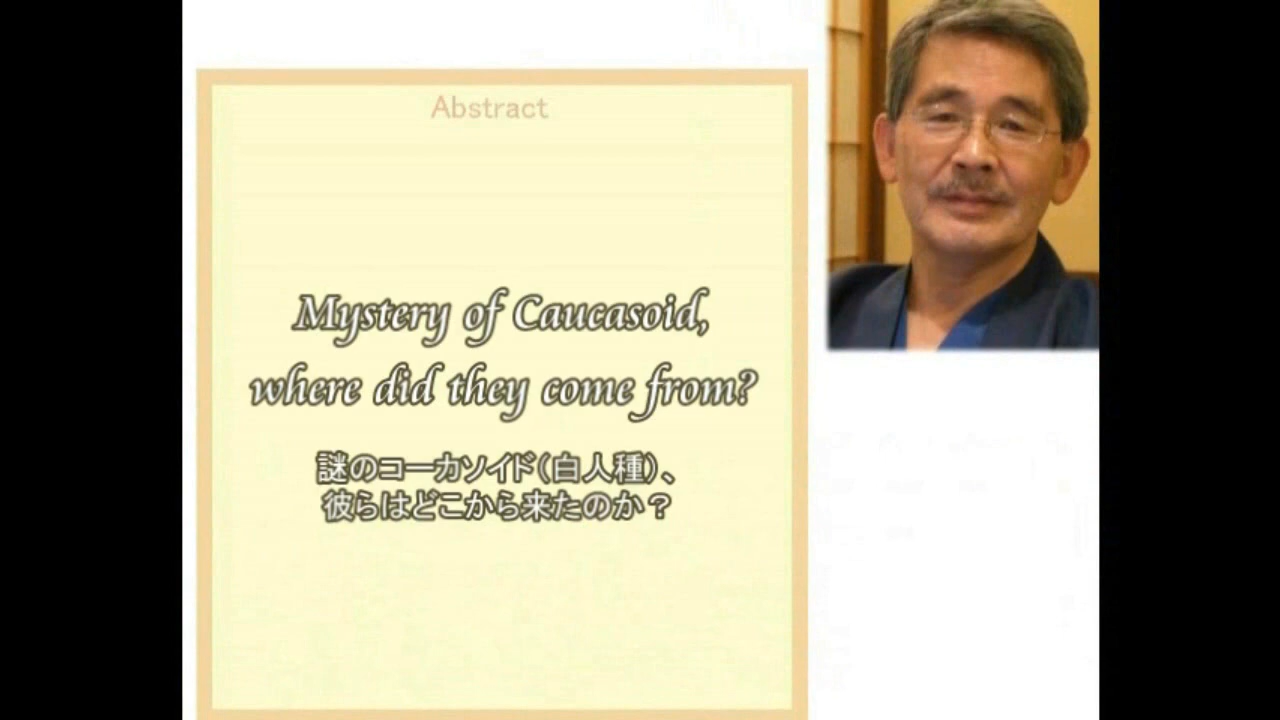 Abstract
Mystery of Caucasoid,
where did they come from?
謎のコーカソイド（白人種）、
彼らはどこから来たのか？